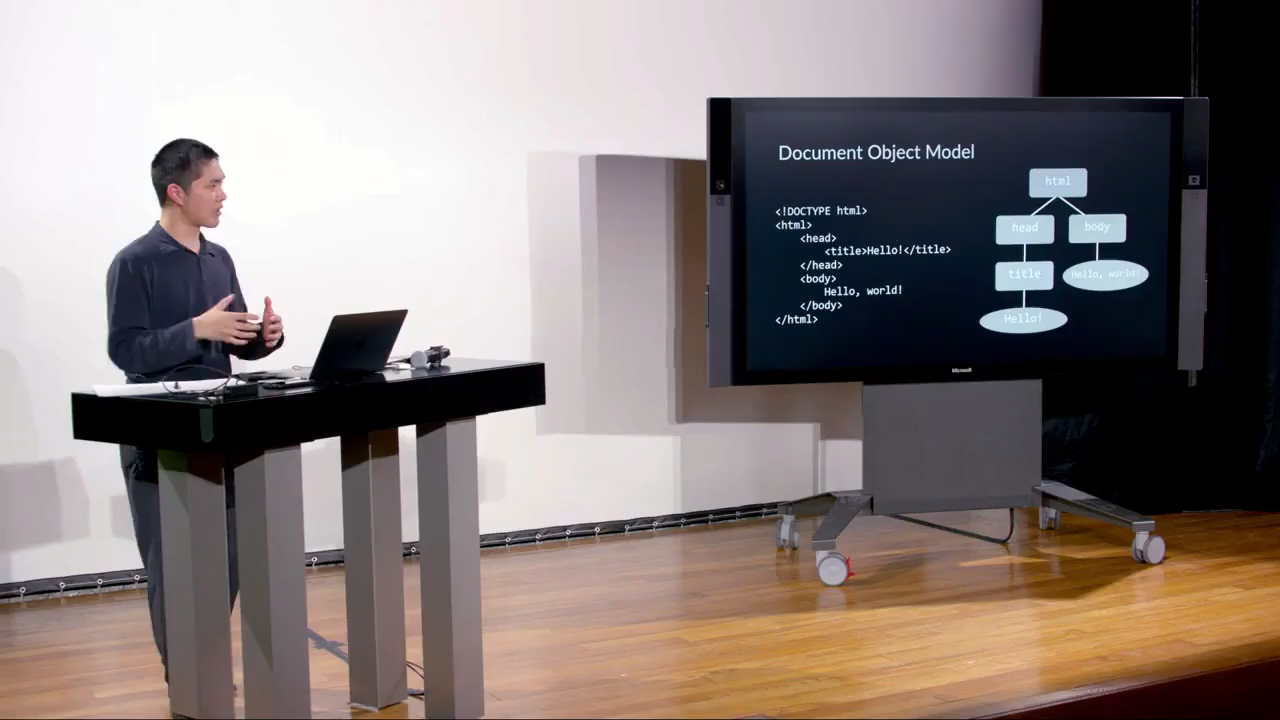 Document Object Model
<!DOCTYPE html>
<html>
    <head>
        <title>Hello!</title>
    </head>
    <body>
        Hello, world!
    </body>
</html>
html
head
body
title
Hello, world!
Hello!
Microsoft